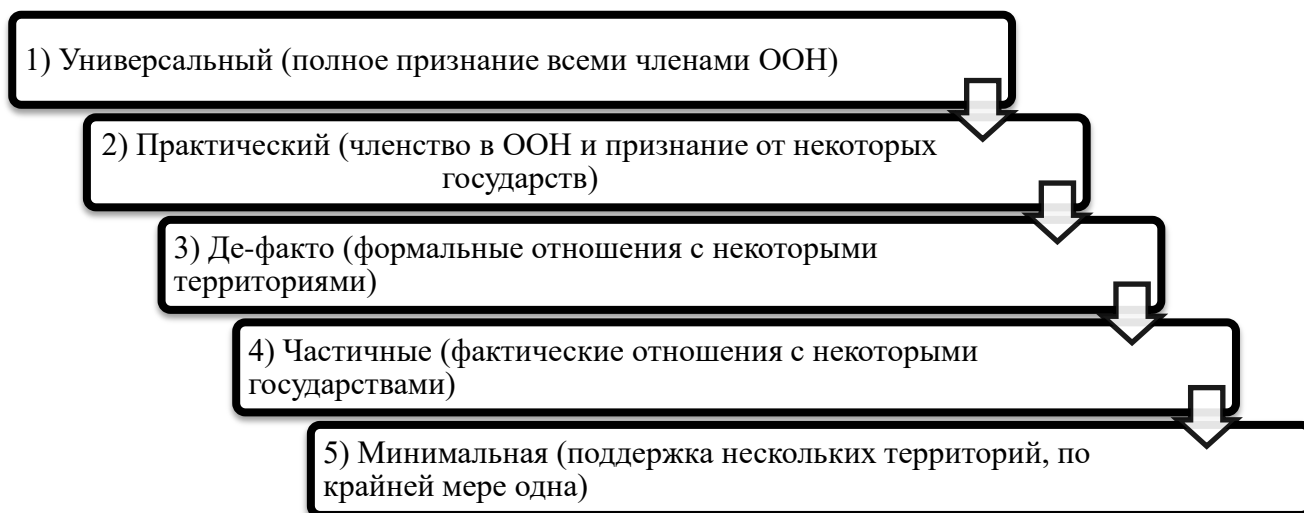 1) Универсальный (полное признание всеми членами ООН)
2) Практический (членство в ООН и признание от некоторых
государств)
3) Де-факто (формальные отношения с некоторыми
территориями)
4) Частичные (фактические отношения с некоторыми
государствами)
5) Минимальная (поддержка нескольких территорий, по
крайней мере одна)